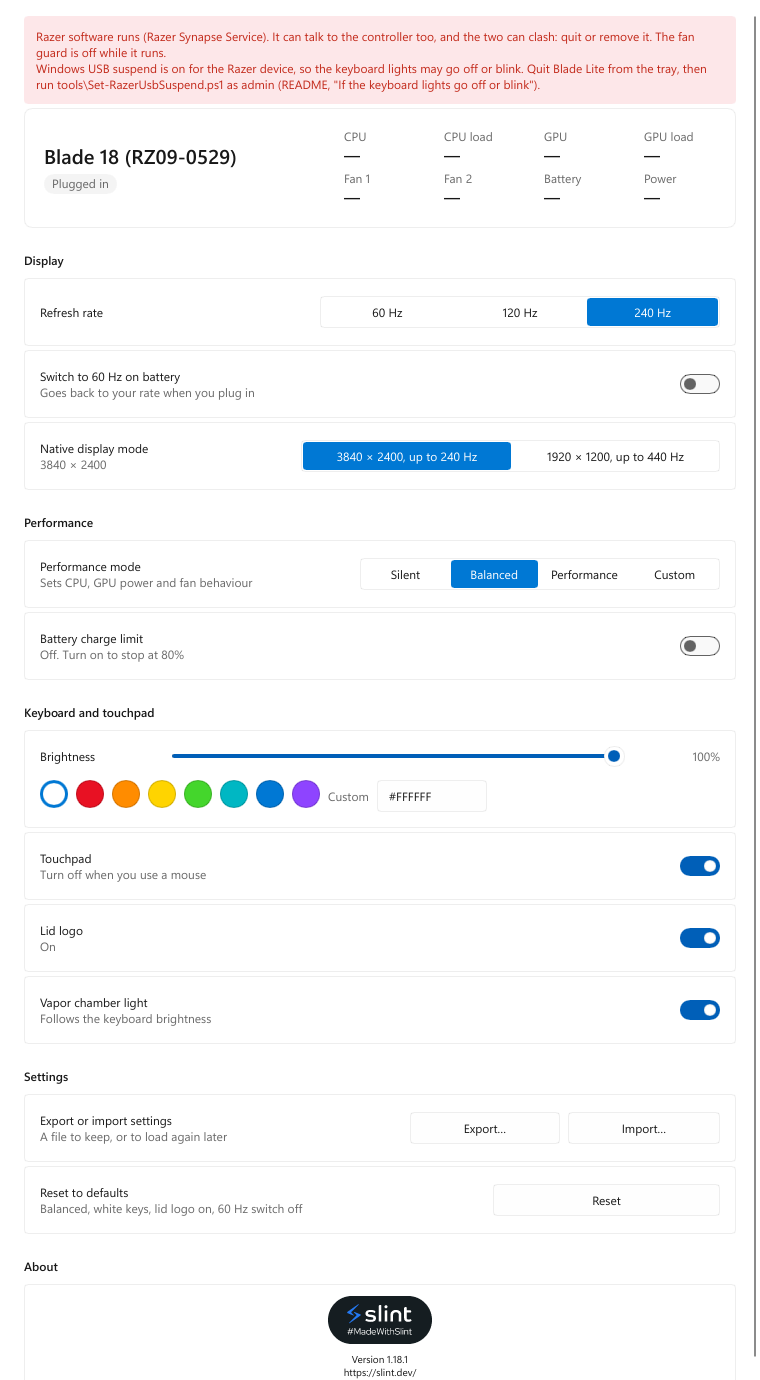 Razer software runs (Razer Synapse Service). It can talk to the controller too, and the two can clash: quit or remove it. The fan
guard is off while it runs.
Windows USB suspend is on for the Razer device, so the keyboard lights may go off or blink. Quit Blade Lite from the tray, then
run tools\Set-RazerUsbSuspend.ps1 as admin (README, "If the keyboard lights go off or blink").
Blade 18 (RZ09-0529)
Plugged in
CPU CPU load GPU GPU load
— — — —
Fan 1 Fan 2 Battery Power
— — — —
Display
Refresh rate
60 Hz 120 Hz 240 Hz
Switch to 60 Hz on battery
Goes back to your rate when you plug in
Native display mode
3840 × 2400
3840 × 2400, up to 240 Hz 1920 × 1200, up to 440 Hz
Performance
Performance mode
Sets CPU, GPU power and fan behaviour
Silent Balanced Performance Custom
Battery charge limit
Off. Turn on to stop at 80%
Keyboard and touchpad
Brightness 100%
Custom #FFFFFF
Touchpad
Turn off when you use a mouse
Lid logo
On
Vapor chamber light
Follows the keyboard brightness
Settings
Export or import settings
A file to keep, or to load again later
Export... Import...
Reset to defaults
Balanced, white keys, lid logo on, 60 Hz switch off
Reset
About
slint
#MadeWithSlint
Version 1.18.1
https://slint.dev/